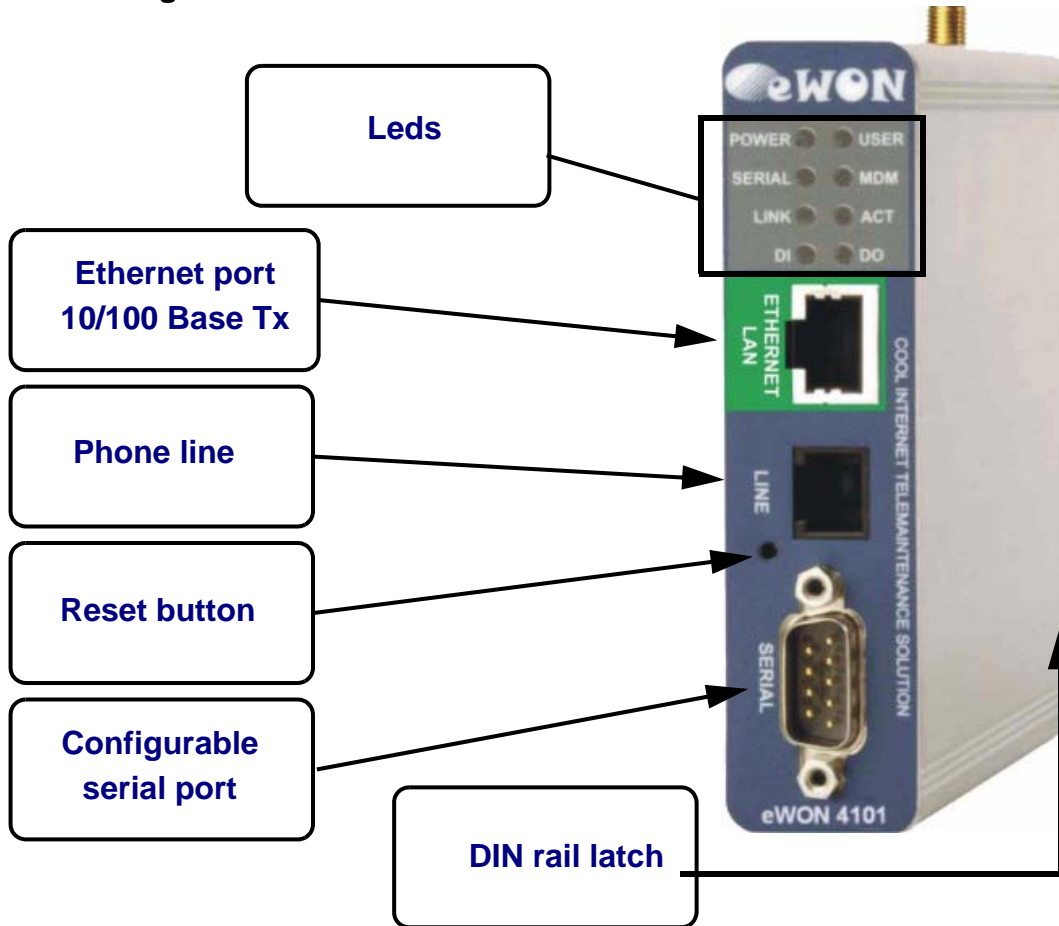 eWON
Leds
POWER USER
SERIAL MDM
LINK ACT
DI DO
Ethernet port
10/100 Base Tx
ETHERNET
LAN
COOL INTERNET TELEMAINTENANCE SOLUTION
Phone line
LINE
Reset button
SERIAL
Configurable
serial port
eWON 4101
DIN rail latch